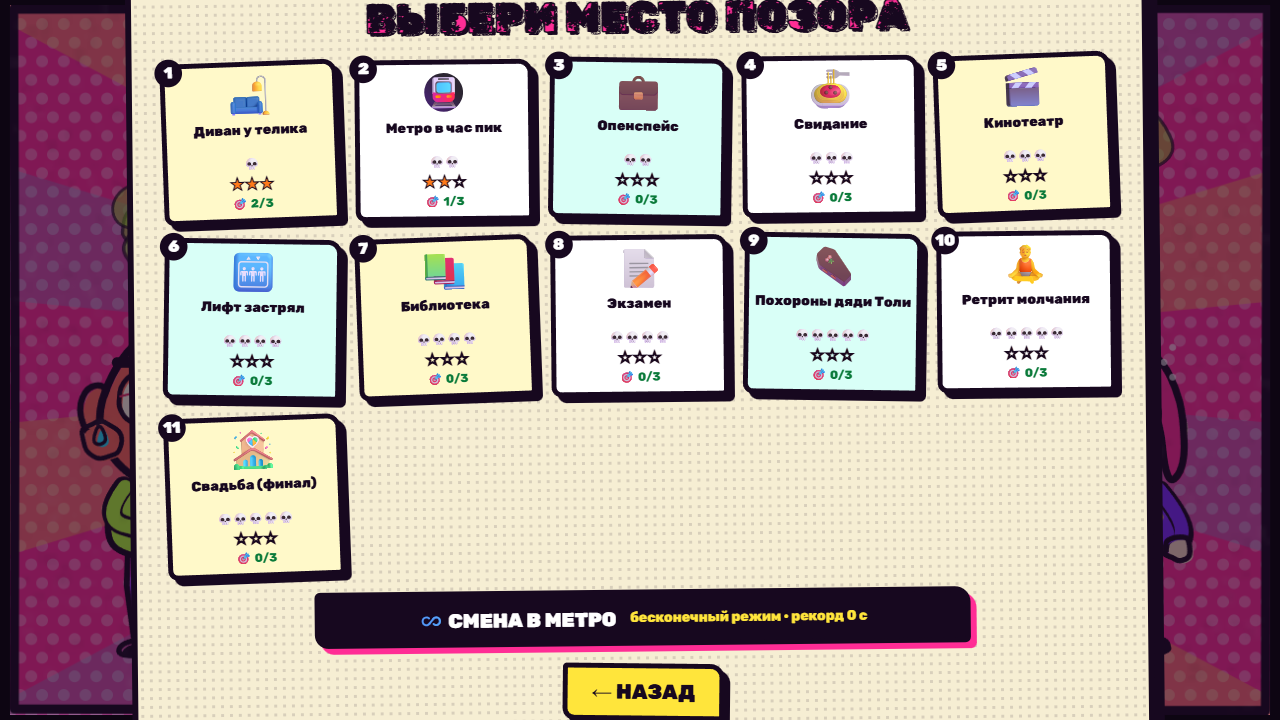 ВЫБЕРИ МЕСТО ПОЗОРА
1
Диван у телика
2/3
2
Метро в час пик
1/3
3
Опенспейс
0/3
4
Свидание
0/3
5
Кинотеатр
0/3
6
Лифт застрял
0/3
7
Библиотека
0/3
8
Экзамен
0/3
9
Похороны дяди Толи
0/3
10
Ретрит молчания
0/3
11
Свадьба (финал)
0/3
∞ СМЕНА В МЕТРО бесконечный режим • рекорд 0 с
← НАЗАД